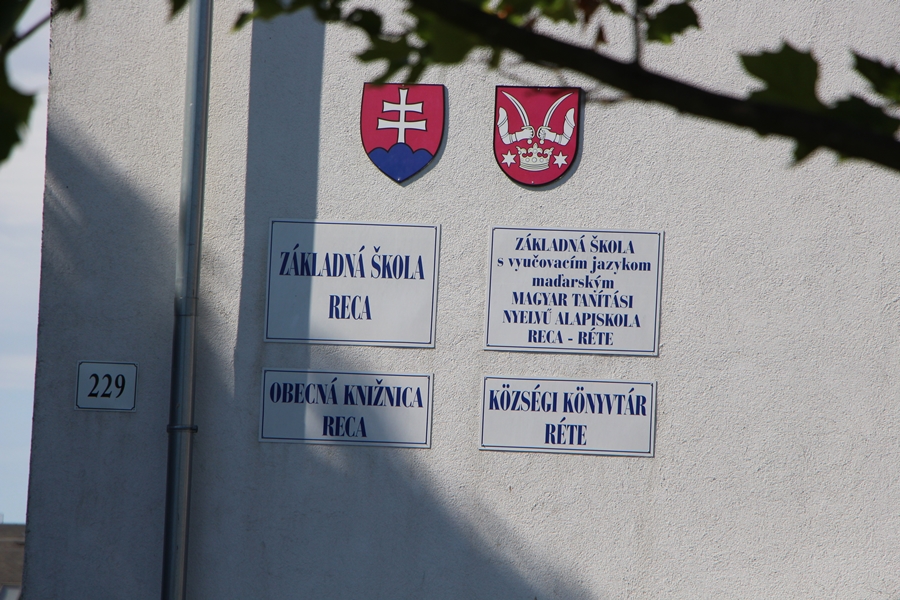 ZÁKLADNÁ ŠKOLA
RECA
ZÁKLADNÁ ŠKOLA
s vyučovacím jazykom
maďarským
MAGYAR TANÍTÁSI
NYELVŰ ALAPISKOLA
RECA - RÉTE
229
OBECNÁ KNIŽNICA
RECA
KÖZSÉGI KÖNYVTÁR
RÉTE